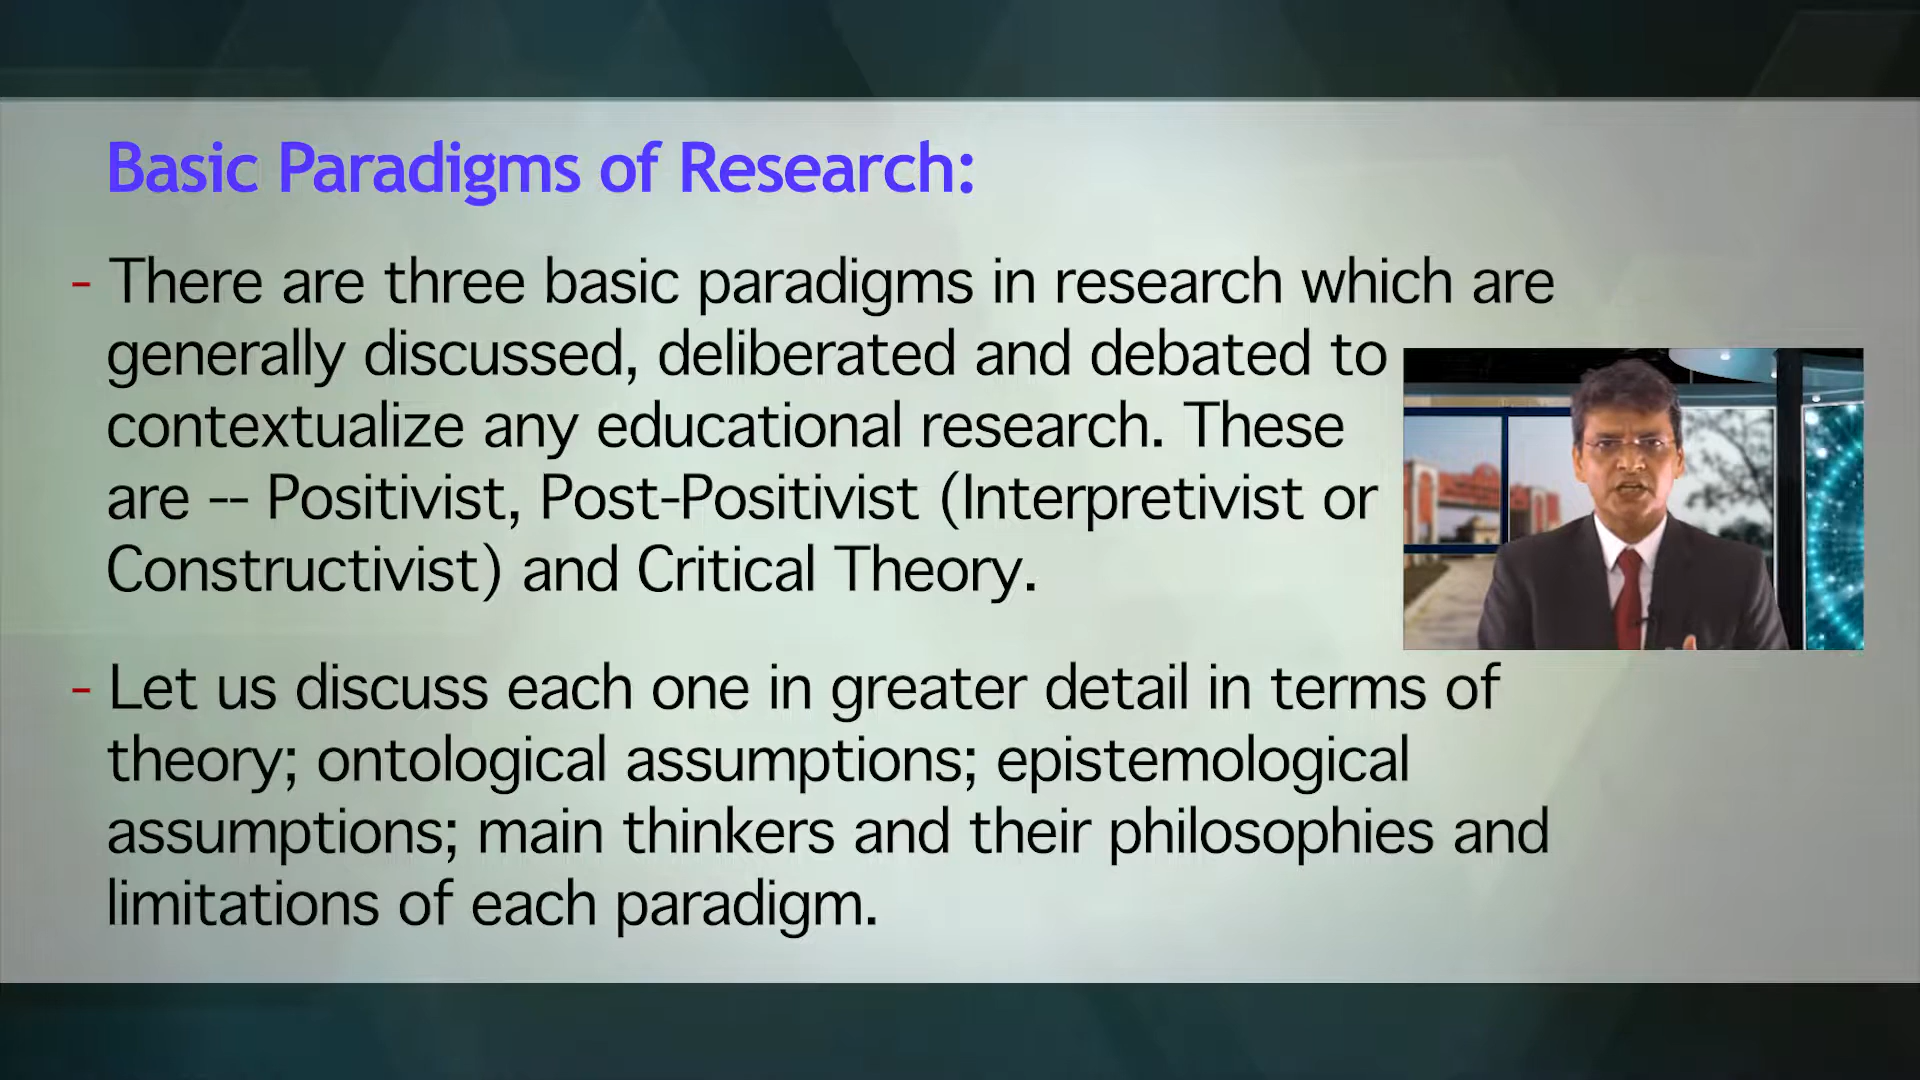 Basic Paradigms of Research:
- There are three basic paradigms in research which are
generally discussed, deliberated and debated to
contextualize any educational research. These
are -- Positivist, Post-Positivist (Interpretivist or
Constructivist) and Critical Theory.
- Let us discuss each one in greater detail in terms of
theory; ontological assumptions; epistemological
assumptions; main thinkers and their philosophies and
limitations of each paradigm.